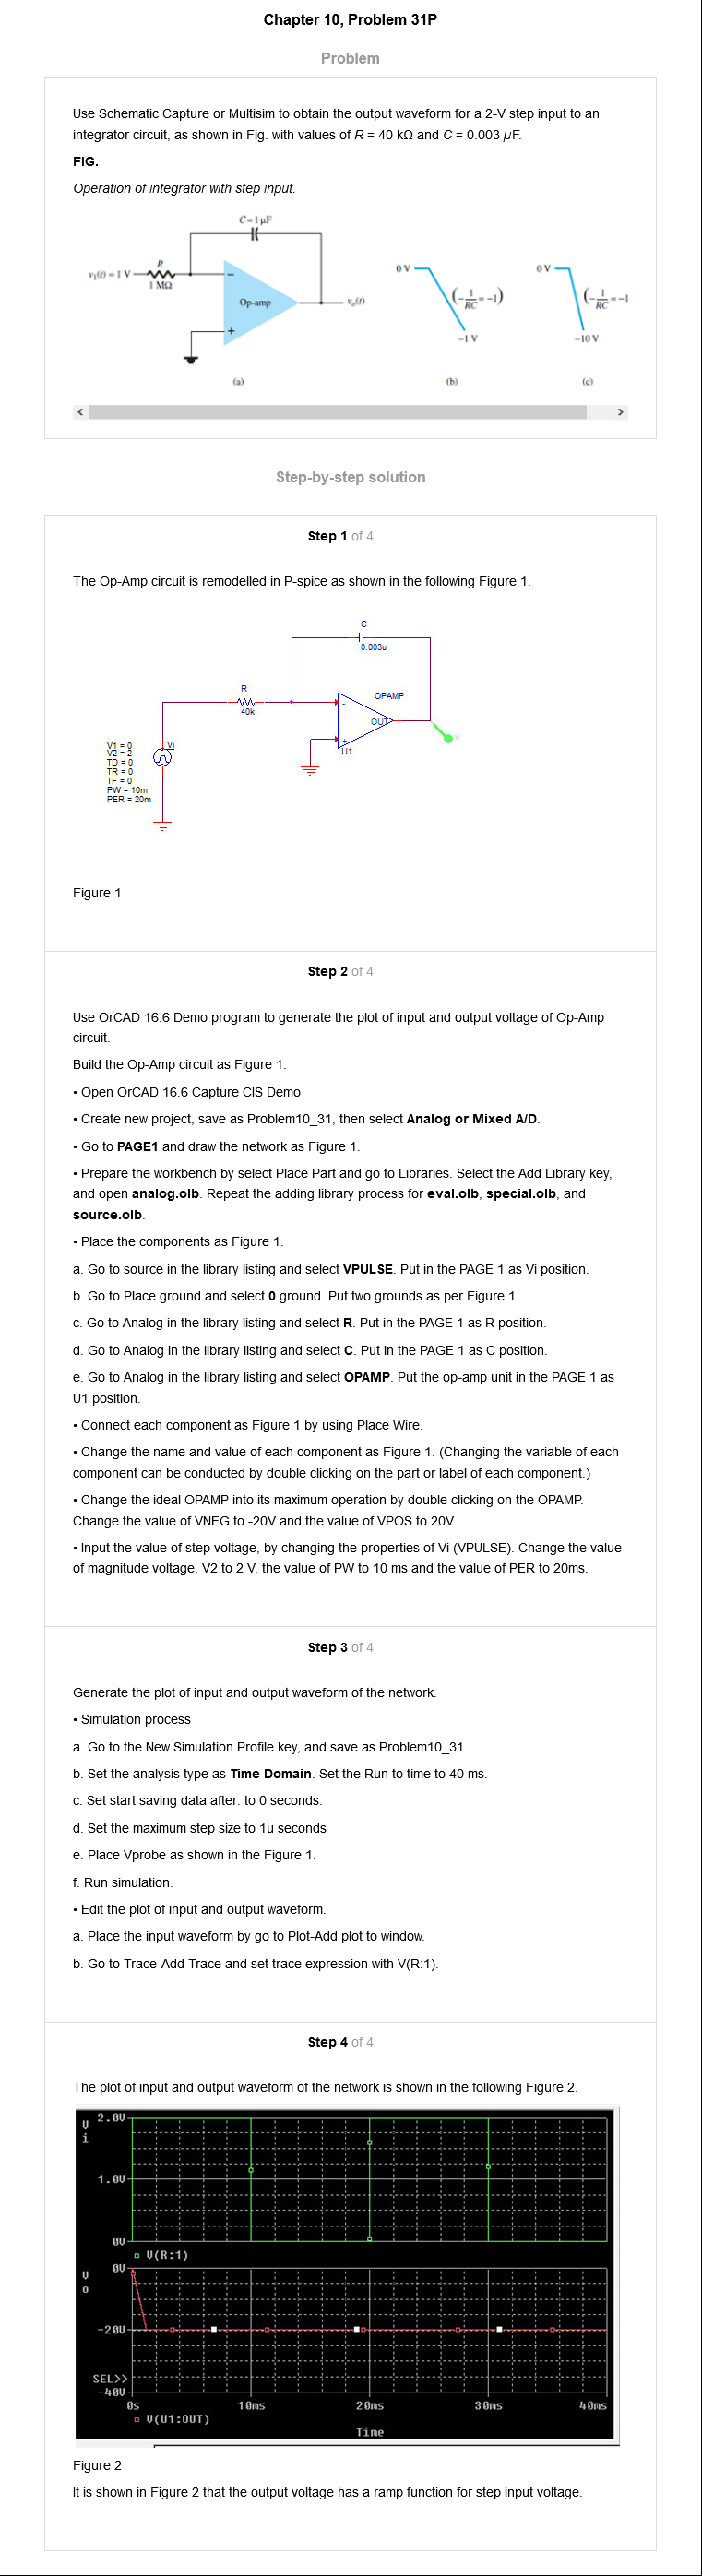 Chapter 10, Problem 31P
Problem
Use Schematic Capture or Multisim to obtain the output waveform for a 2-V step input to an
integrator circuit, as shown in Fig. with values of R = 40 kΩ and C = 0.003 μF.
FIG.
Operation of integrator with step input.
C=1 μF
R
v₁(t) = 1 V
1 MΩ
−
Op-amp
vₒ(t)
+
(a)
0 V
(−1/RC = −1)
−1 V
(b)
0 V
(−1/RC = −1
−10 V
(c)
Step-by-step solution
Step 1 of 4
The Op-Amp circuit is remodelled in P-spice as shown in the following Figure 1.
C
0.003u
R
40k
OPAMP
-
OUT
+
U1
V
V1 = 0
V2 = 2
TD = 0
TR = 0
TF = 0
PW = 10m
PER = 20m
Vi
Figure 1
Step 2 of 4
Use OrCAD 16.6 Demo program to generate the plot of input and output voltage of Op-Amp
circuit.
Build the Op-Amp circuit as Figure 1.
• Open OrCAD 16.6 Capture CIS Demo
• Create new project, save as Problem10_31, then select Analog or Mixed A/D.
• Go to PAGE1 and draw the network as Figure 1.
• Prepare the workbench by select Place Part and go to Libraries. Select the Add Library key,
and open analog.olb. Repeat the adding library process for eval.olb, special.olb, and
source.olb.
• Place the components as Figure 1.
a. Go to source in the library listing and select VPULSE. Put in the PAGE 1 as Vi position.
b. Go to Place ground and select 0 ground. Put two grounds as per Figure 1.
c. Go to Analog in the library listing and select R. Put in the PAGE 1 as R position.
d. Go to Analog in the library listing and select C. Put in the PAGE 1 as C position.
e. Go to Analog in the library listing and select OPAMP. Put the op-amp unit in the PAGE 1 as
U1 position.
• Connect each component as Figure 1 by using Place Wire.
• Change the name and value of each component as Figure 1. (Changing the variable of each
component can be conducted by double clicking on the part or label of each component.)
• Change the ideal OPAMP into its maximum operation by double clicking on the OPAMP.
Change the value of VNEG to -20V and the value of VPOS to 20V.
• Input the value of step voltage, by changing the properties of Vi (VPULSE). Change the value
of magnitude voltage, V2 to 2 V, the value of PW to 10 ms and the value of PER to 20ms.
Step 3 of 4
Generate the plot of input and output waveform of the network.
• Simulation process
a. Go to the New Simulation Profile key, and save as Problem10_31.
b. Set the analysis type as Time Domain. Set the Run to time to 40 ms.
c. Set start saving data after: to 0 seconds.
d. Set the maximum step size to 1u seconds
e. Place Vprobe as shown in the Figure 1.
f. Run simulation.
• Edit the plot of input and output waveform.
a. Place the input waveform by go to Plot-Add plot to window.
b. Go to Trace-Add Trace and set trace expression with V(R:1).
Step 4 of 4
The plot of input and output waveform of the network is shown in the following Figure 2.
V
i
2.0V
1.0V
0V
V(R:1)
V
o
0V
-20V
SEL>>
-40V
0s
10ms
20ms
30ms
40ms
V(U1:OUT)
Time
Figure 2
It is shown in Figure 2 that the output voltage has a ramp function for step input voltage.